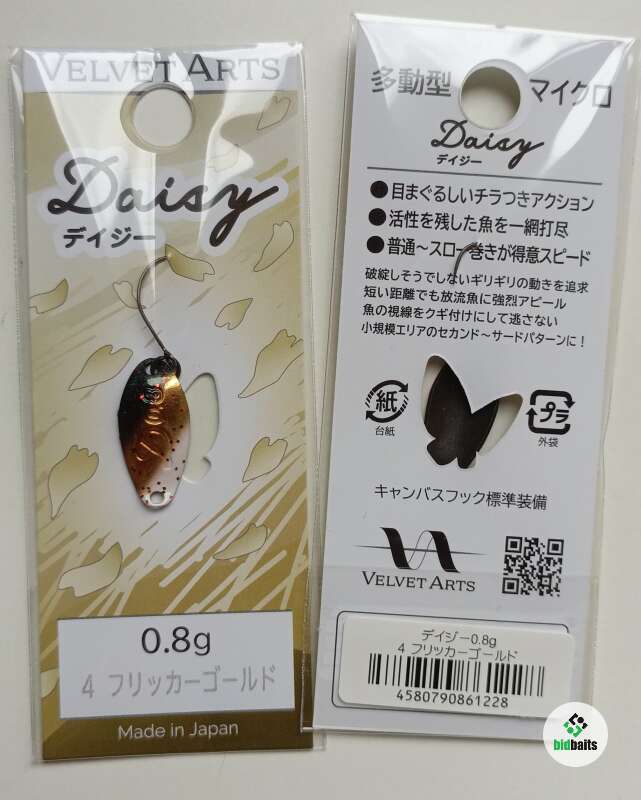 VELVET ARTS
Daisy
デイジー
0.8g
4 フリッカーゴールド
Made in Japan
多動型 マイクロ
Daisy
デイジー
●目まぐるしいチラつきアクション
●活性を残した魚を一網打尽
●普通〜スロー巻きが得意スピード
破綻しそうでしないギリギリの動きを追求
短い距離でも放流魚に強烈アピール
魚の視線をクギ付けにして逃さない
小規模エリアのセカンド〜サードパターンに!
紙
台紙
プラ
外袋
キャンバスフック標準装備
VELVET ARTS
デイジー0.8g
4 フリッカーゴールド
4580790861228
bidbaits